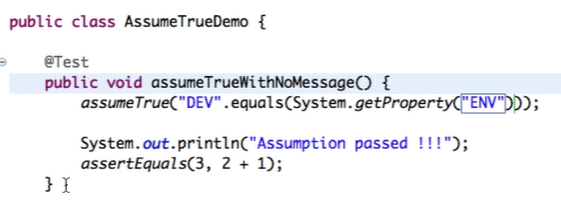 public class AssumeTrueDemo {
@Test
public void assumeTrueWithNoMessage() {
assumeTrue("DEV".equals(System.getProperty("ENV")));
System.out.println("Assumption passed !!!");
assertEquals(3, 2 + 1);
}